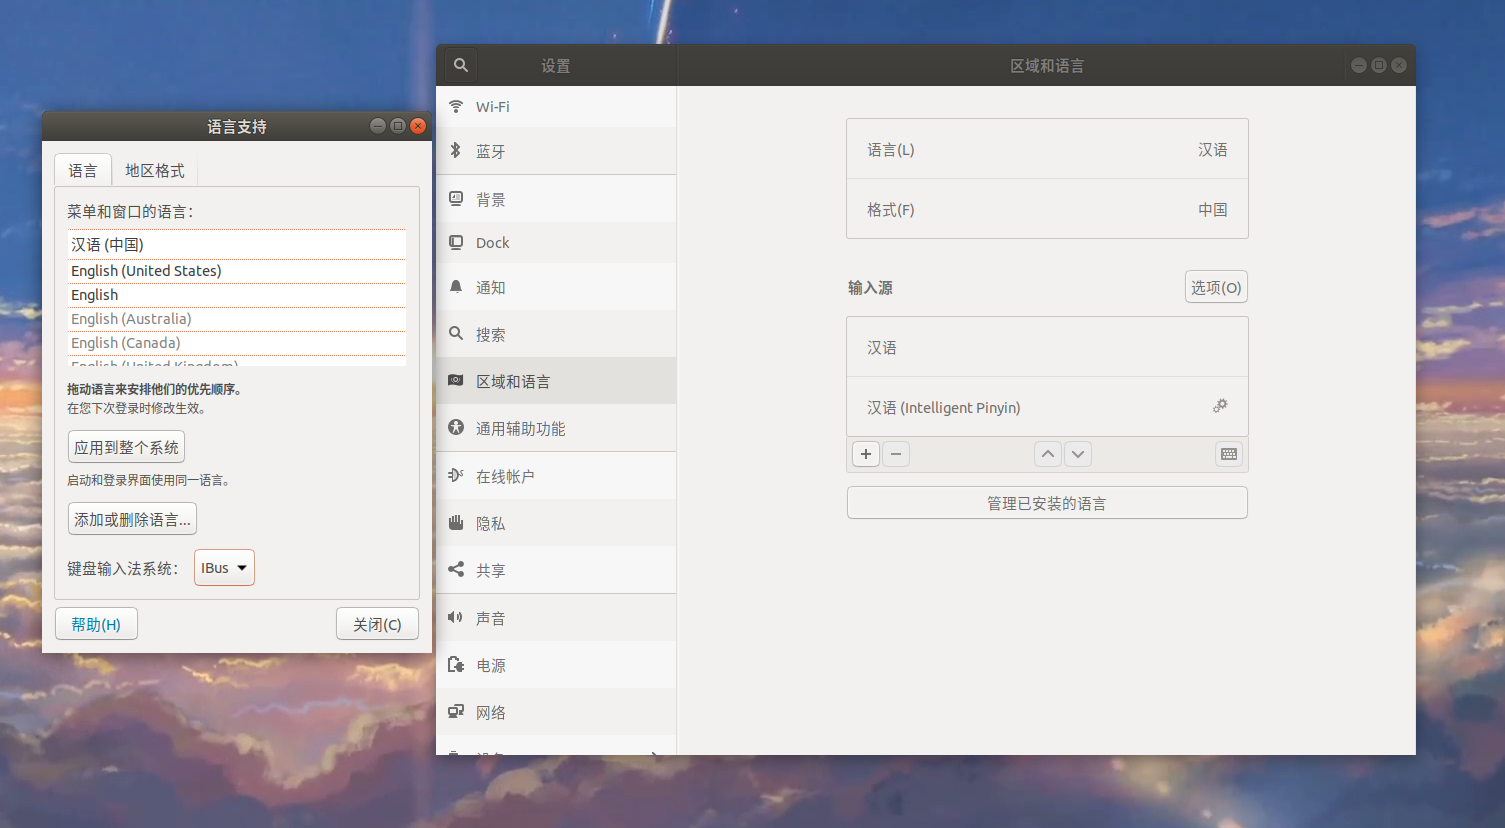 语言支持
语言
地区格式
菜单和窗口的语言：
汉语 (中国)
English (United States)
English
English (Australia)
English (Canada)
English (United Kingdom)
拖动语言来安排他们的优先顺序。
在您下次登录时修改生效。
应用到整个系统
启动和登录界面使用同一语言。
添加或删除语言...
键盘输入法系统：
IBus
帮助(H)
关闭(C)
设置
区域和语言
Wi-Fi
蓝牙
背景
Dock
通知
搜索
区域和语言
通用辅助功能
在线帐户
隐私
共享
声音
电源
网络
语言(L)
汉语
格式(F)
中国
输入源
选项(O)
汉语
汉语 (Intelligent Pinyin)
管理已安装的语言